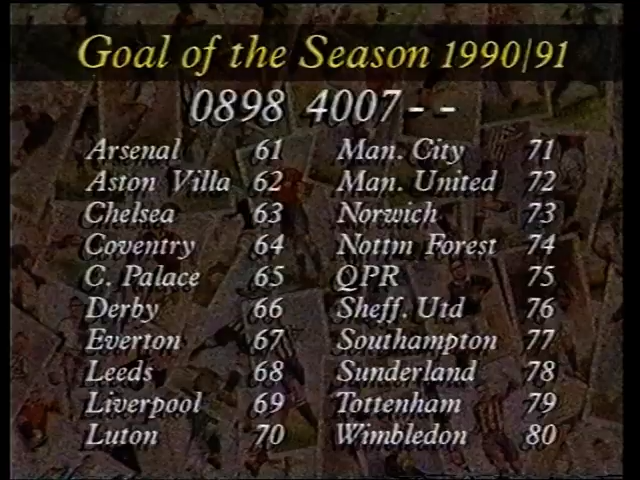 Goal of the Season 1990/91
0898 4007--
Arsenal 61 Man. City 71
Aston Villa 62 Man. United 72
Chelsea 63 Norwich 73
Coventry 64 Nottm Forest 74
C. Palace 65 QPR 75
Derby 66 Sheff. Utd 76
Everton 67 Southampton 77
Leeds 68 Sunderland 78
Liverpool 69 Tottenham 79
Luton 70 Wimbledon 80